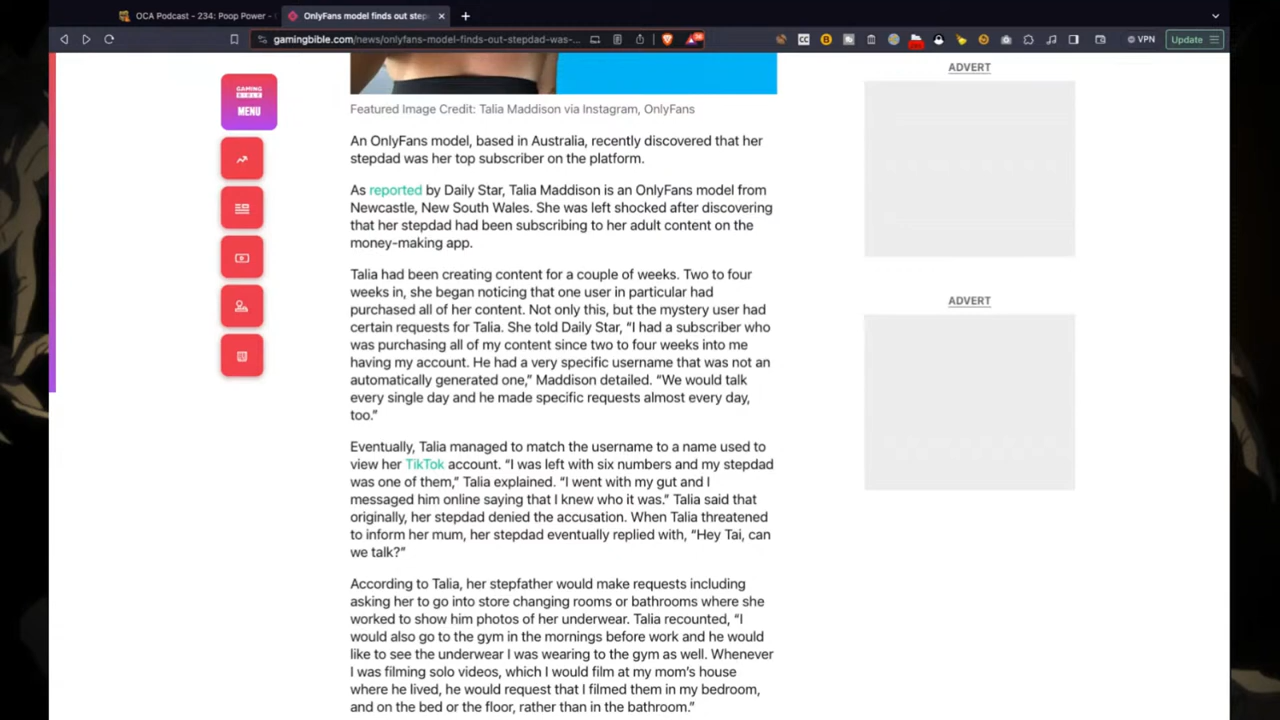 OCA Podcast - 234: Poop Power -
OnlyFans model finds out step
gamingbible.com/news/onlyfans-model-finds-out-stepdad-was-...
VPN
Update
GAMING
BIBLE
MENU
ADVERT
Featured Image Credit: Talia Maddison via Instagram, OnlyFans
An OnlyFans model, based in Australia, recently discovered that her
stepdad was her top subscriber on the platform.
As reported by Daily Star, Talia Maddison is an OnlyFans model from
Newcastle, New South Wales. She was left shocked after discovering
that her stepdad had been subscribing to her adult content on the
money-making app.
Talia had been creating content for a couple of weeks. Two to four
weeks in, she began noticing that one user in particular had
purchased all of her content. Not only this, but the mystery user had
certain requests for Talia. She told Daily Star, “I had a subscriber who
was purchasing all of my content since two to four weeks into me
having my account. He had a very specific username that was not an
automatically generated one,” Maddison detailed. “We would talk
every single day and he made specific requests almost every day,
too.”
Eventually, Talia managed to match the username to a name used to
view her TikTok account. “I was left with six numbers and my stepdad
was one of them,” Talia explained. “I went with my gut and I
messaged him online saying that I knew who it was.” Talia said that
originally, her stepdad denied the accusation. When Talia threatened
to inform her mum, her stepdad eventually replied with, “Hey Tai, can
we talk?”
According to Talia, her stepfather would make requests including
asking her to go into store changing rooms or bathrooms where she
worked to show him photos of her underwear. Talia recounted, “I
would also go to the gym in the mornings before work and he would
like to see the underwear I was wearing to the gym as well. Whenever
I was filming solo videos, which I would film at my mom’s house
where he lived, he would request that I filmed them in my bedroom,
and on the bed or the floor, rather than in the bathroom.”
ADVERT